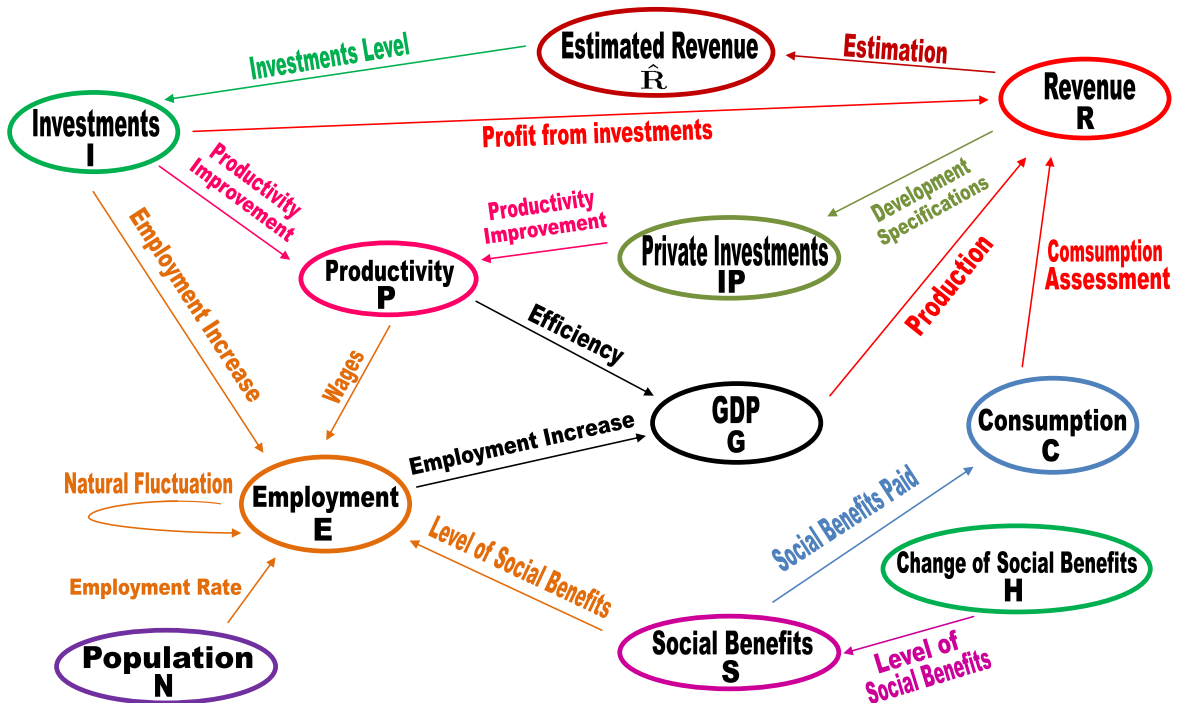 Estimated Revenue
R̂
Investments Level
Estimation
Revenue
R
Investments
I
Profit from investments
Productivity
Improvement
Development
Specifications
Productivity
Improvement
Employment Increase
Private Investments
IP
Productivity
P
Production
Comsumption
Assessment
Efficiency
Wages
GDP
G
Consumption
C
Employment Increase
Natural Fluctuation
Employment
E
Social Benefits Paid
Level of Social Benefits
Change of Social Benefits
H
Employment Rate
Population
N
Social Benefits
S
Level of
Social Benefits